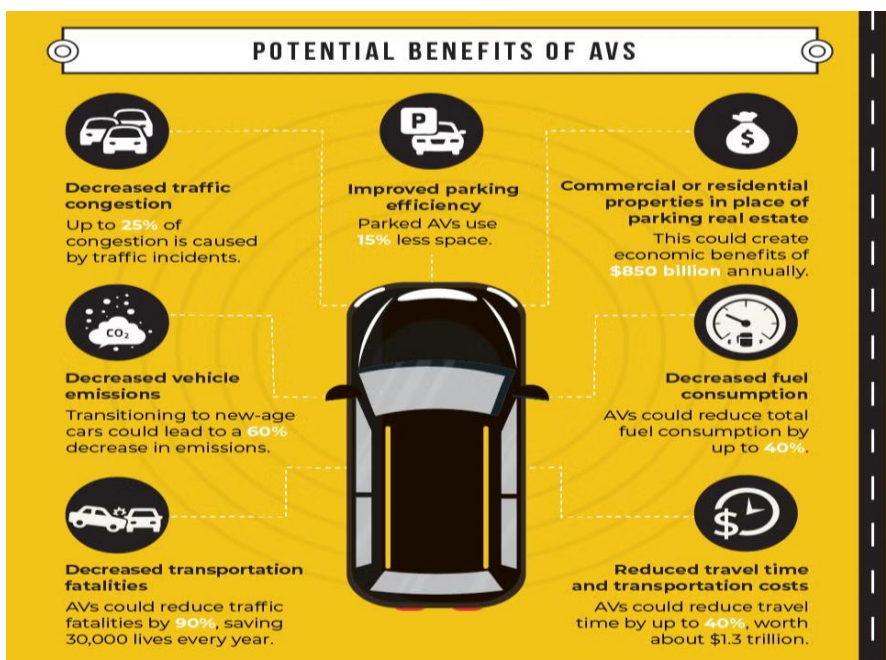 POTENTIAL BENEFITS OF AVS
Decreased traffic
congestion
Up to 25% of
congestion is caused
by traffic incidents.
P
Improved parking
efficiency
Parked AVs use
15% less space.
$
Commercial or residential
properties in place of
parking real estate
This could create
economic benefits of
$850 billion annually.
CO₂
Decreased vehicle
emissions
Transitioning to new-age
cars could lead to a 60%
decrease in emissions.
Decreased fuel
consumption
AVs could reduce total
fuel consumption by
up to 40%.
Decreased transportation
fatalities
AVs could reduce traffic
fatalities by 90%, saving
30,000 lives every year.
$
Reduced travel time
and transportation costs
AVs could reduce travel
time by up to 40%, worth
about $1.3 trillion.